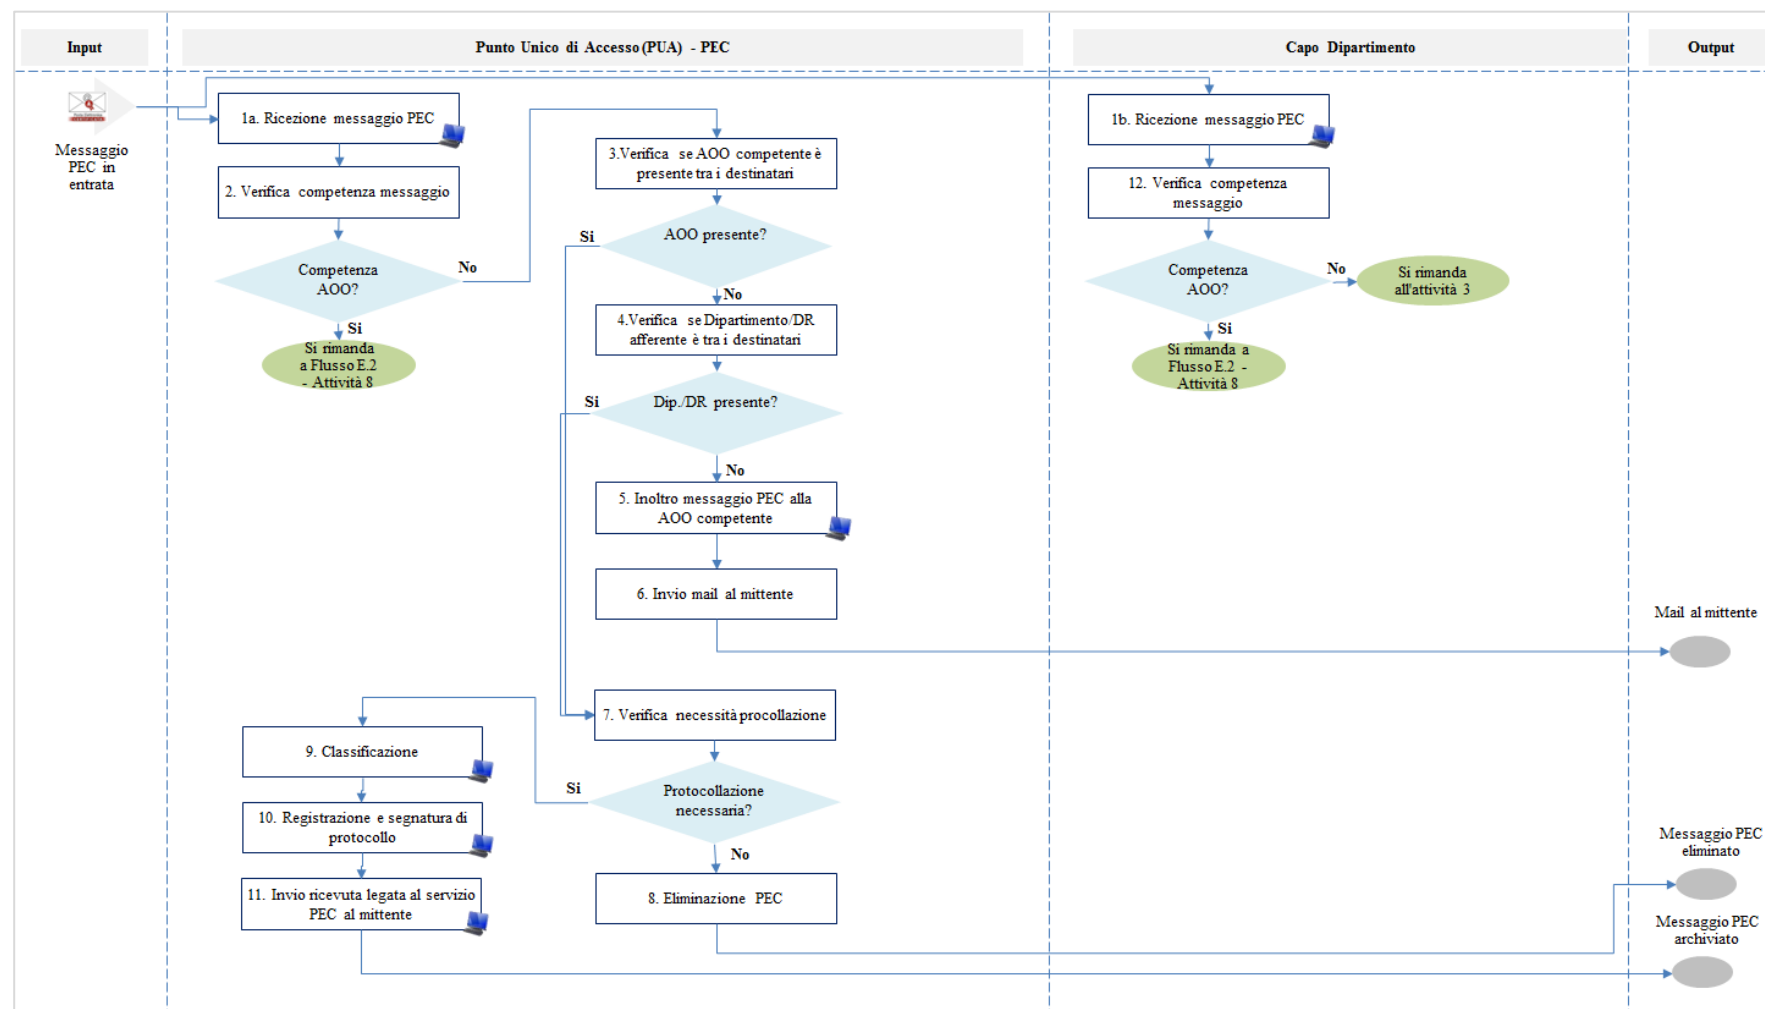 Input
Punto Unico di Accesso (PUA) - PEC
Capo Dipartimento
Output
Messaggio
PEC in
entrata
1a. Ricezione messaggio PEC
2. Verifica competenza messaggio
Competenza
AOO?
No
Si
Si rimanda
a Flusso E.2
- Attività 8
3.Verifica se AOO competente è
presente tra i destinatari
AOO presente?
Si
No
4.Verifica se Dipartimento/DR
afferente è tra i destinatari
Dip./DR presente?
Si
No
5. Inoltro messaggio PEC alla
AOO competente
6. Invio mail al mittente
7. Verifica necessità procollazione
Protocollazione
necessaria?
Si
No
8. Eliminazione PEC
9. Classificazione
10. Registrazione e segnatura di
protocollo
11. Invio ricevuta legata al servizio
PEC al mittente
1b. Ricezione messaggio PEC
12. Verifica competenza
messaggio
Competenza
AOO?
No
Si rimanda
all'attività 3
Si
Si rimanda a
Flusso E.2 -
Attività 8
Mail al mittente
Messaggio PEC
eliminato
Messaggio PEC
archiviato